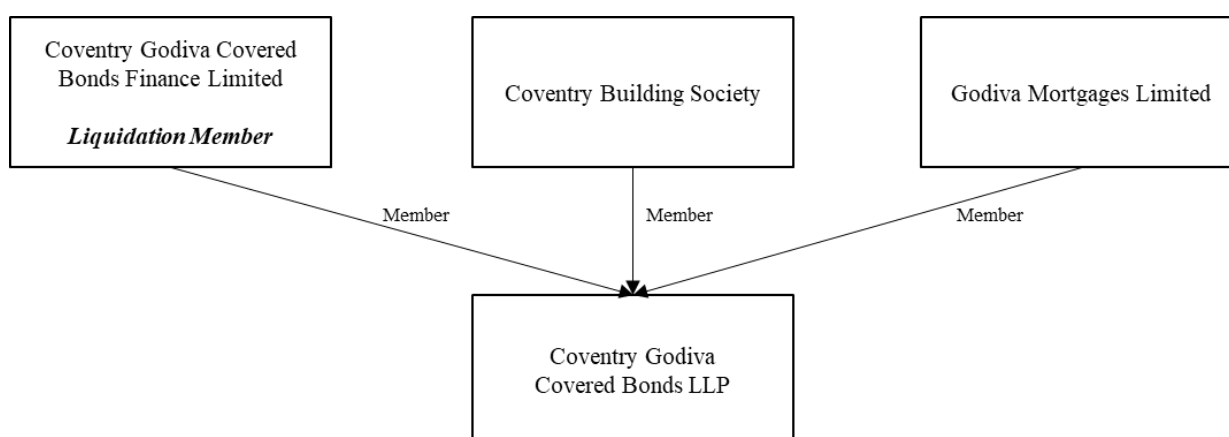 Coventry Godiva Covered
Bonds Finance Limited
Liquidation Member
Coventry Building Society
Godiva Mortgages Limited
Member
Member
Member
Coventry Godiva
Covered Bonds LLP